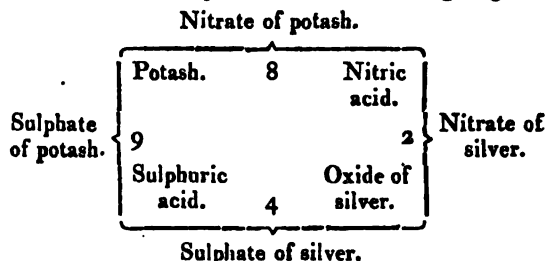 Nitrate of potash.
Potash. 8 Nitric
acid.
Sulphate
of potash. 9 2 Nitrate of
silver.
Sulphuric
acid. 4 Oxide of
silver.
Sulphate of silver.